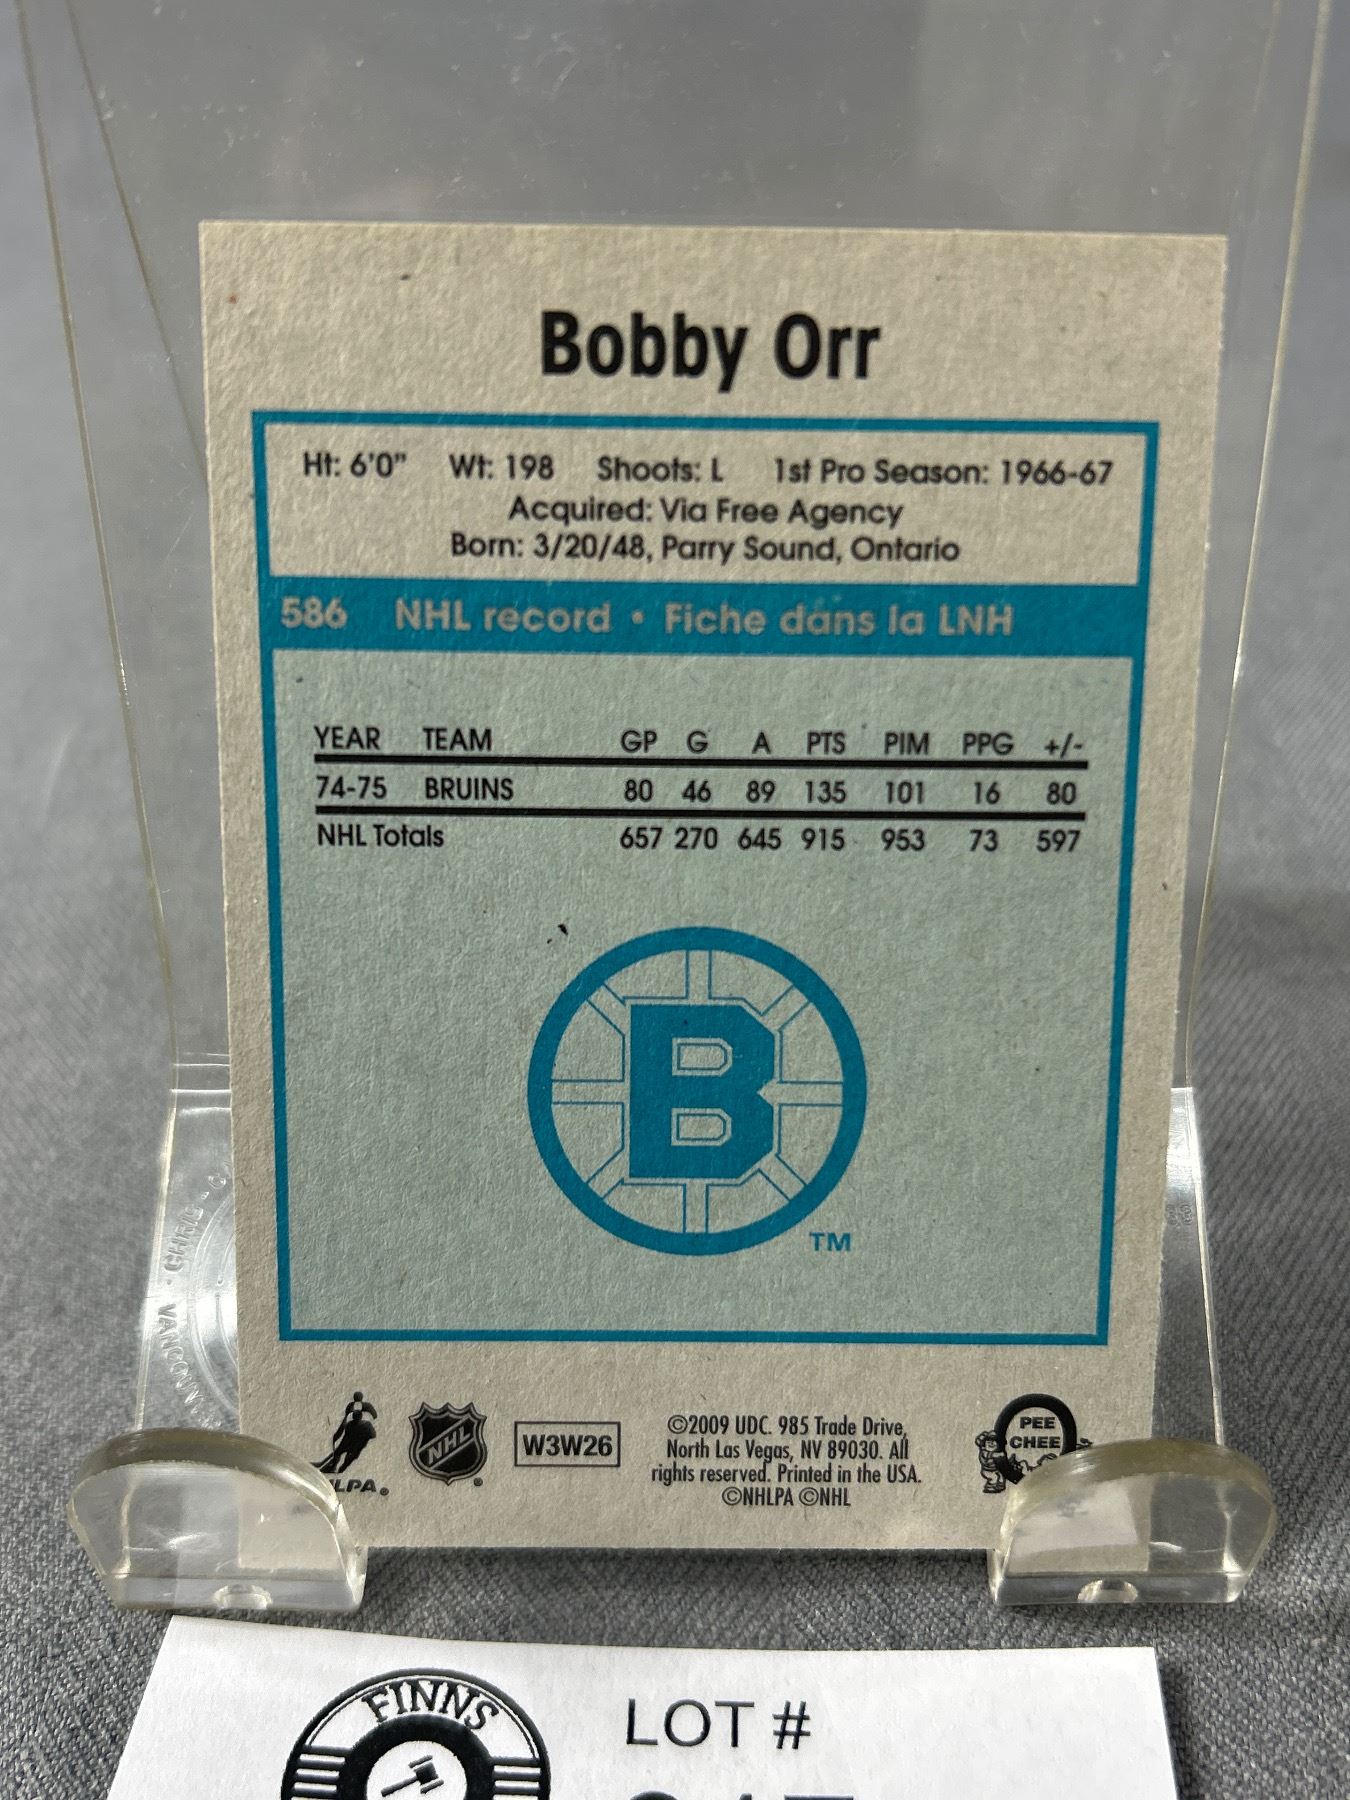 Bobby Orr
Ht: 6'0" Wt: 198 Shoots: L 1st Pro Season: 1966-67
Acquired: Via Free Agency
Born: 3/20/48, Parry Sound, Ontario
586 NHL record • Fiche dans la LNH
YEAR TEAM GP G A PTS PIM PPG +/-
74-75 BRUINS 80 46 89 135 101 16 80
NHL Totals 657 270 645 915 953 73 597
B
TM
NHL
W3W26
©2009 UDC. 985 Trade Drive,
North Las Vegas, NV 89030. All
rights reserved. Printed in the USA.
©NHLPA ©NHL
PEE
CHEE
FINNS
LOT #